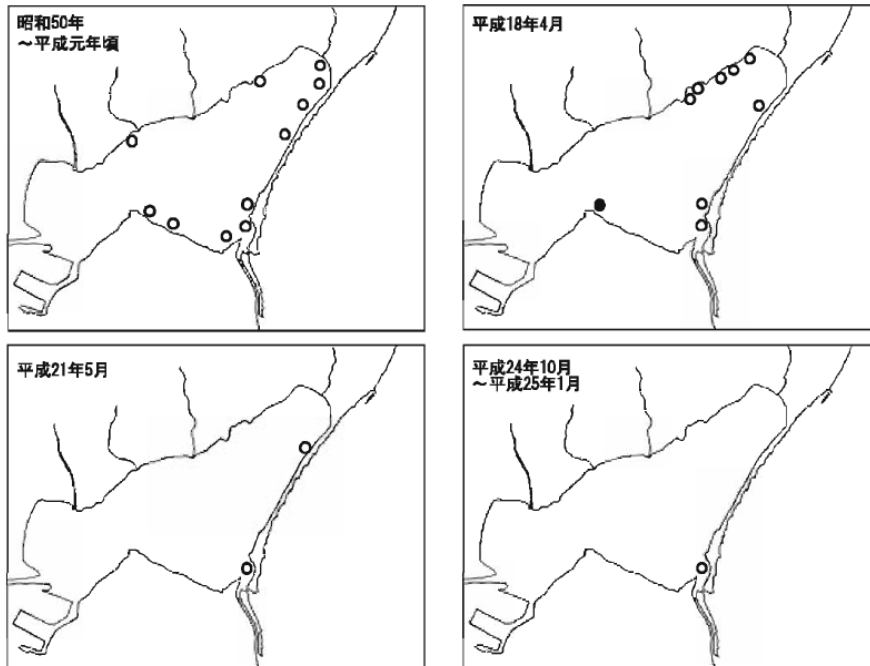 昭和50年
～平成元年頃
平成18年4月
平成21年5月
平成24年10月
～平成25年1月